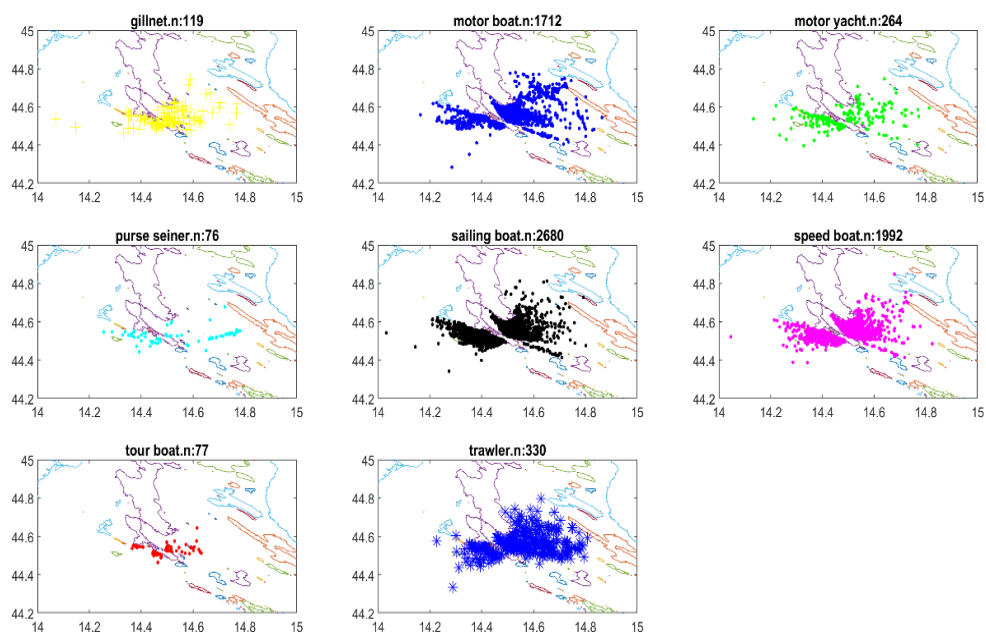 gillnet.n:119 motor boat.n:1712 motor yacht.n:264
45 45 45
44.8 44.8 44.8
44.6 44.6 44.6
44.4 44.4 44.4
44.2 44.2 44.2
14 14.2 14.4 14.6 14.8 15 14 14.2 14.4 14.6 14.8 15 14 14.2 14.4 14.6 14.8 15
purse seiner.n:76 sailing boat.n:2680 speed boat.n:1992
45 45 45
44.8 44.8 44.8
44.6 44.6 44.6
44.4 44.4 44.4
44.2 44.2 44.2
14 14.2 14.4 14.6 14.8 15 14 14.2 14.4 14.6 14.8 15 14 14.2 14.4 14.6 14.8 15
tour boat.n:77 trawler.n:330
45 45
44.8 44.8
44.6 44.6
44.4 44.4
44.2 44.2
14 14.2 14.4 14.6 14.8 15 14 14.2 14.4 14.6 14.8 15